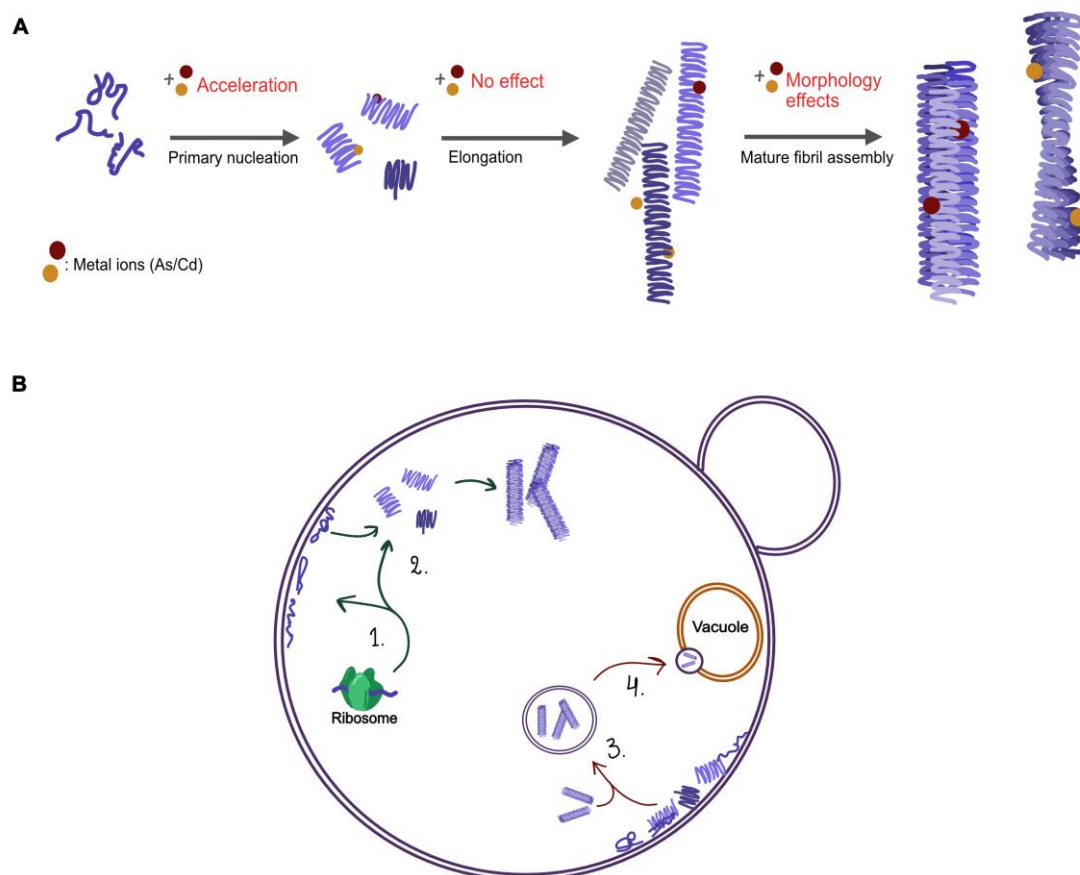 A
+ Acceleration
Primary nucleation
+ No effect
Elongation
+ Morphology
effects
Mature fibril assembly
: Metal ions (As/Cd)
B
2.
1.
Ribosome
Vacuole
4.
3.